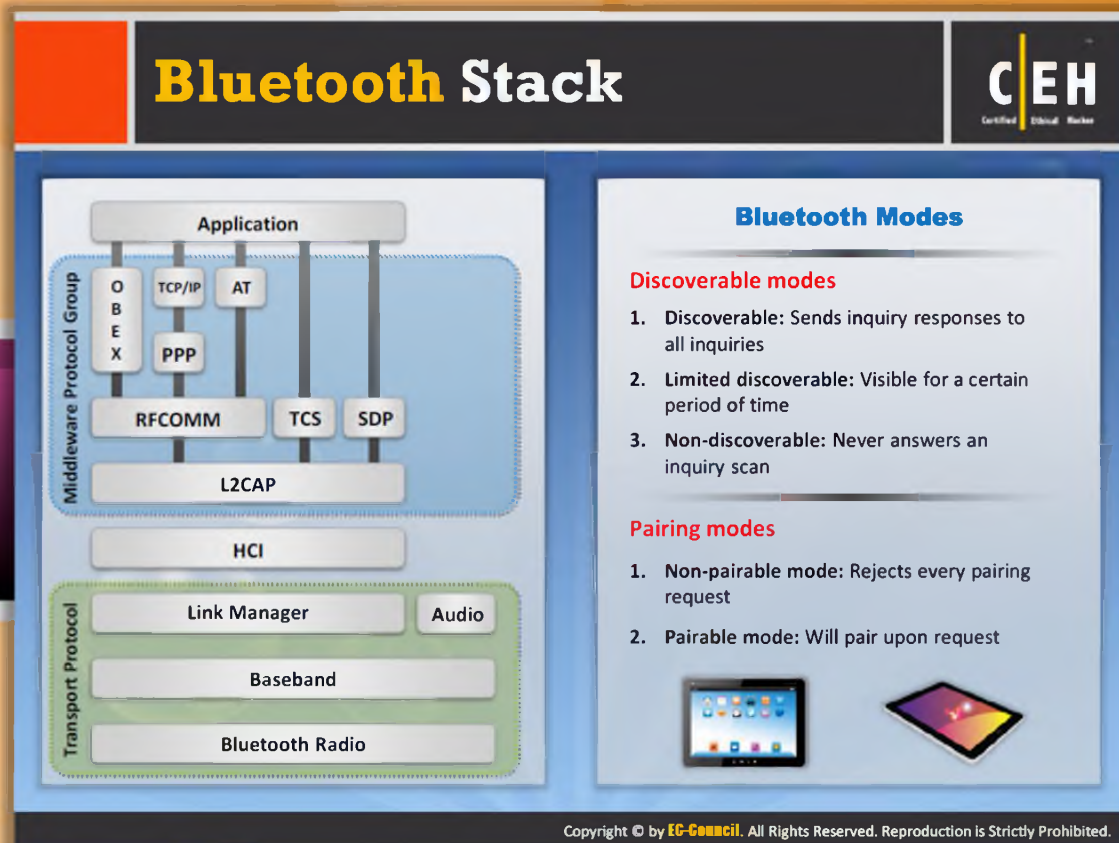 Bluetooth Stack
C EH
Certified Ethical Hacker
Application
Middleware Protocol Group
O
B
E
X
TCP/IP
AT
PPP
RFCOMM
TCS
SDP
L2CAP
HCI
Transport Protocol
Link Manager
Audio
Baseband
Bluetooth Radio
Bluetooth Modes
Discoverable modes
1. Discoverable: Sends inquiry responses to
all inquiries
2. Limited discoverable: Visible for a certain
period of time
3. Non-discoverable: Never answers an
inquiry scan
Pairing modes
1. Non-pairable mode: Rejects every pairing
request
2. Pairable mode: Will pair upon request
Copyright © by EC-Council. All Rights Reserved. Reproduction is Strictly Prohibited.